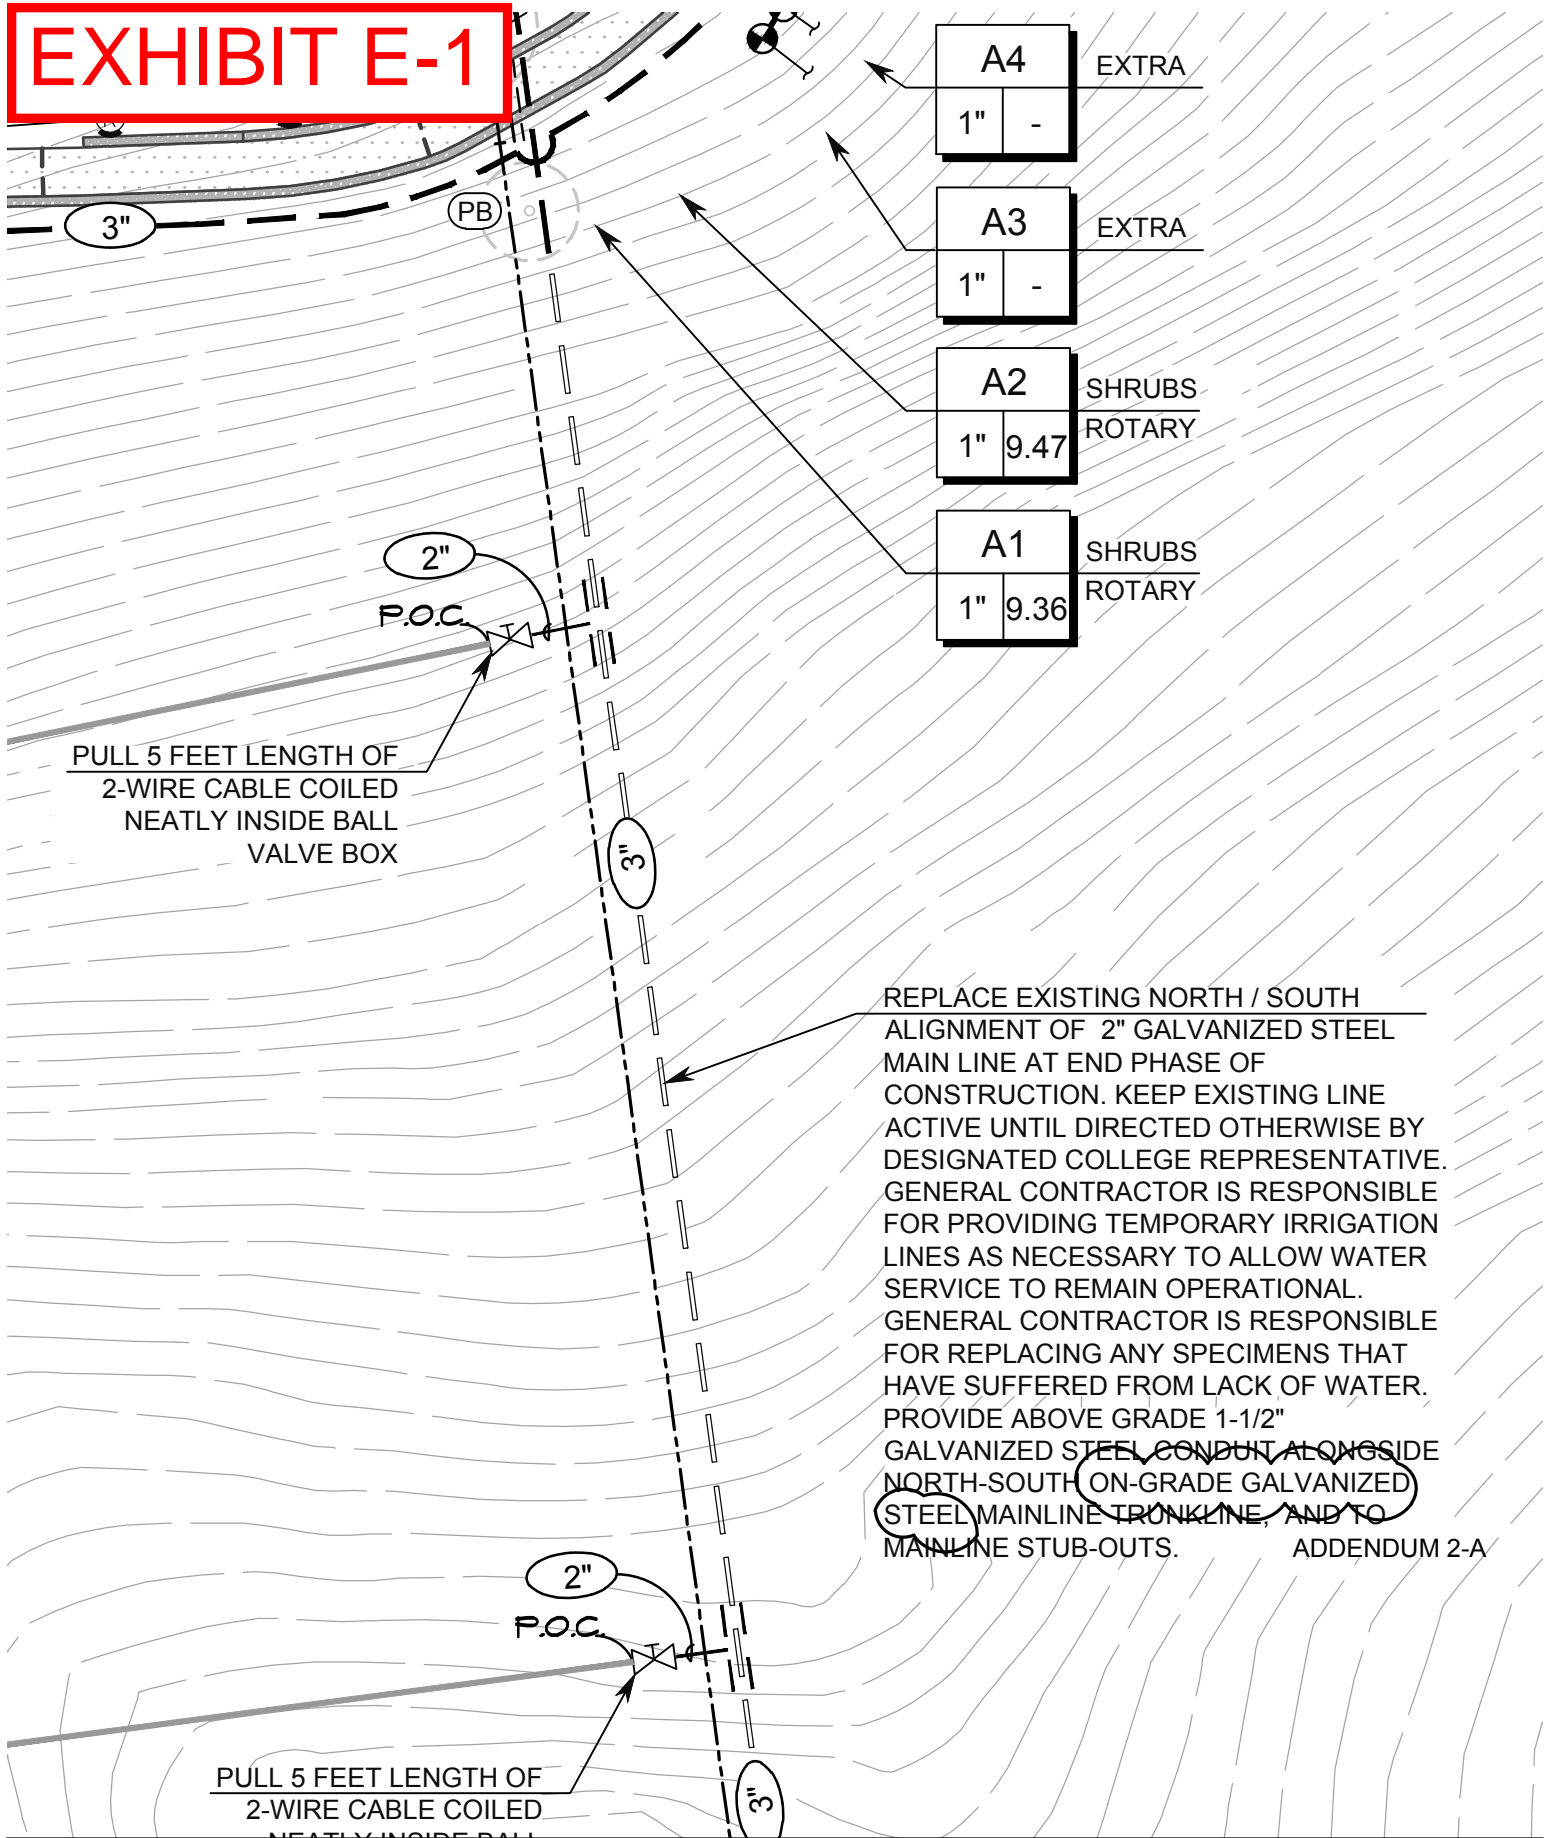 EXHIBIT E-1
A4
EXTRA
1"
-
A3
EXTRA
1"
-
A2
SHRUBS
ROTARY
1"
9.47
A1
SHRUBS
ROTARY
1"
9.36
3"
PB
2"
P.O.C.
PULL 5 FEET LENGTH OF
2-WIRE CABLE COILED
NEATLY INSIDE BALL
VALVE BOX
3"
REPLACE EXISTING NORTH / SOUTH
ALIGNMENT OF 2" GALVANIZED STEEL
MAIN LINE AT END PHASE OF
CONSTRUCTION. KEEP EXISTING LINE
ACTIVE UNTIL DIRECTED OTHERWISE BY
DESIGNATED COLLEGE REPRESENTATIVE.
GENERAL CONTRACTOR IS RESPONSIBLE
FOR PROVIDING TEMPORARY IRRIGATION
LINES AS NECESSARY TO ALLOW WATER
SERVICE TO REMAIN OPERATIONAL.
GENERAL CONTRACTOR IS RESPONSIBLE
FOR REPLACING ANY SPECIMENS THAT
HAVE SUFFERED FROM LACK OF WATER.
PROVIDE ABOVE GRADE 1-1/2"
GALVANIZED STEEL CONDUIT ALONGSIDE
NORTH-SOUTH ON-GRADE GALVANIZED
STEEL MAINLINE TRUNKLINE, AND TO
MAINLINE STUB-OUTS.
ADDENDUM 2-A
2"
P.O.C.
PULL 5 FEET LENGTH OF
2-WIRE CABLE COILED
NEATLY INSIDE BALL
3"